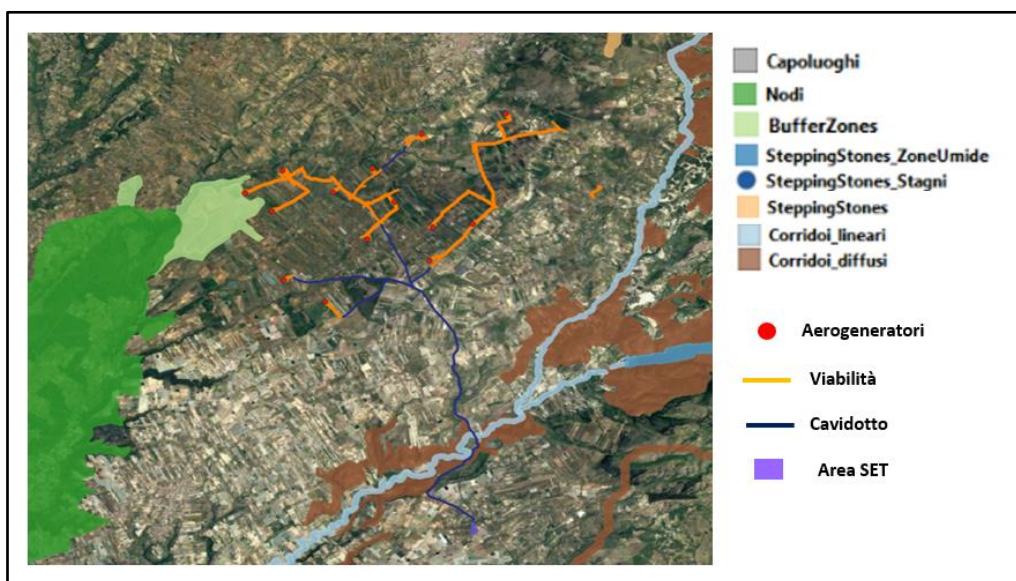 Capoluoghi
Nodi
BufferZones
SteppingStones_ZoneUmide
SteppingStones_Stagni
SteppingStones
Corridoi_lineari
Corridoi_diffusi
Aerogeneratori
Viabilità
Cavidotto
Area SET